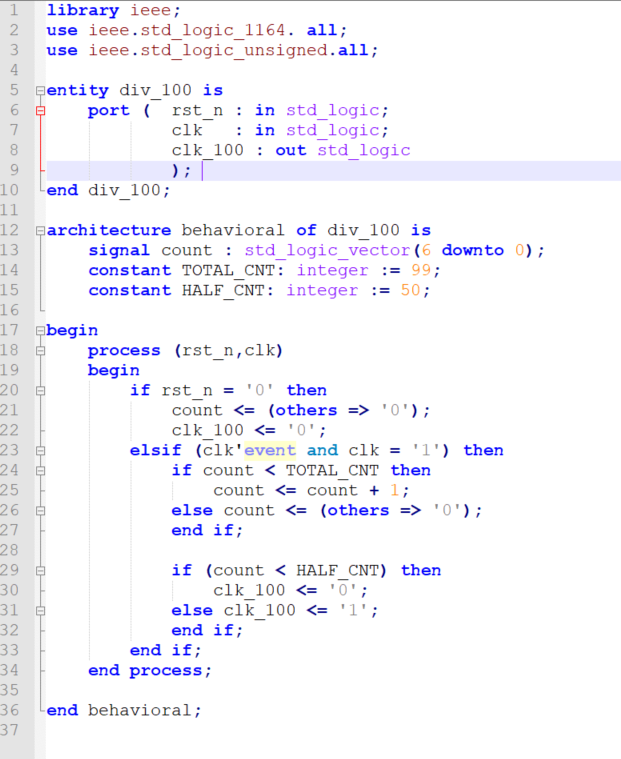 1 library ieee;
2 use ieee.std_logic_1164. all;
3 use ieee.std_logic_unsigned.all;
4
5 entity div_100 is
6 port ( rst_n : in std_logic;
7 clk : in std_logic;
8 clk_100 : out std_logic
9 );
10 end div_100;
11
12 architecture behavioral of div_100 is
13 signal count : std_logic_vector(6 downto 0);
14 constant TOTAL_CNT: integer := 99;
15 constant HALF_CNT: integer := 50;
16
17 begin
18 process (rst_n,clk)
19 begin
20 if rst_n = '0' then
21 count <= (others => '0');
22 clk_100 <= '0';
23 elsif (clk'event and clk = '1') then
24 if count < TOTAL_CNT then
25 count <= count + 1;
26 else count <= (others => '0');
27 end if;
28
29 if (count < HALF_CNT) then
30 clk_100 <= '0';
31 else clk_100 <= '1';
32 end if;
33 end if;
34 end process;
35
36 end behavioral;
37